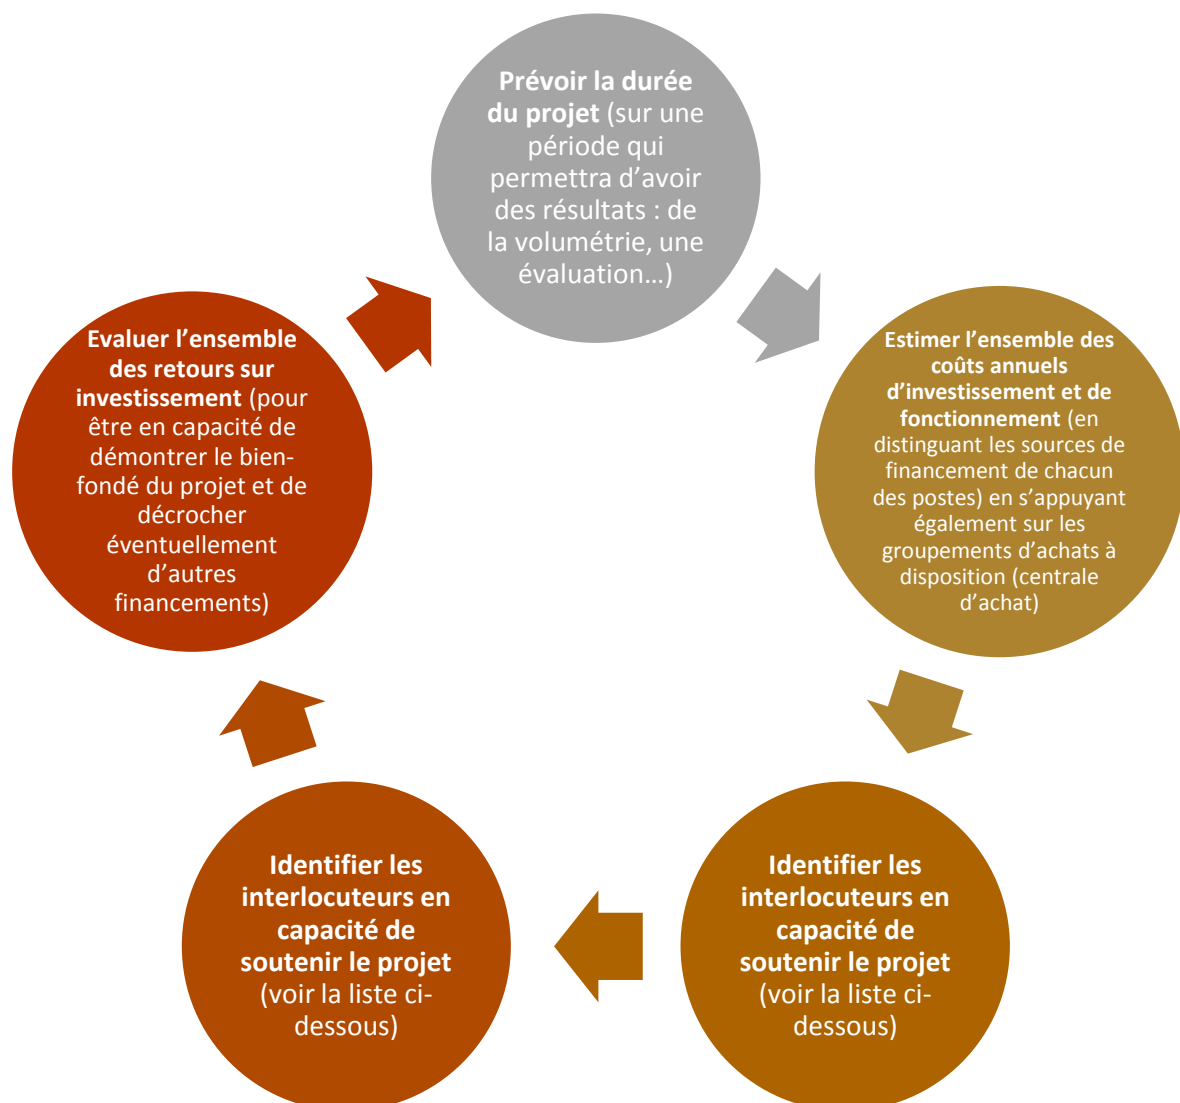 Prévoir la durée
du projet (sur une
période qui
permettra d’avoir
des résultats : de
la volumétrie, une
évaluation…)
Estimer l’ensemble des
coûts annuels
d’investissement et de
fonctionnement (en
distinguant les sources de
financement de chacun
des postes) en s’appuyant
également sur les
groupements d’achats à
disposition (centrale
d’achat)
Identifier les
interlocuteurs en
capacité de
soutenir le projet
(voir la liste ci-
dessous)
Identifier les
interlocuteurs en
capacité de
soutenir le projet
(voir la liste ci-
dessous)
Evaluer l’ensemble
des retours sur
investissement (pour
être en capacité de
démontrer le bien-
fondé du projet et de
décrocher
éventuellement
d’autres
financements)